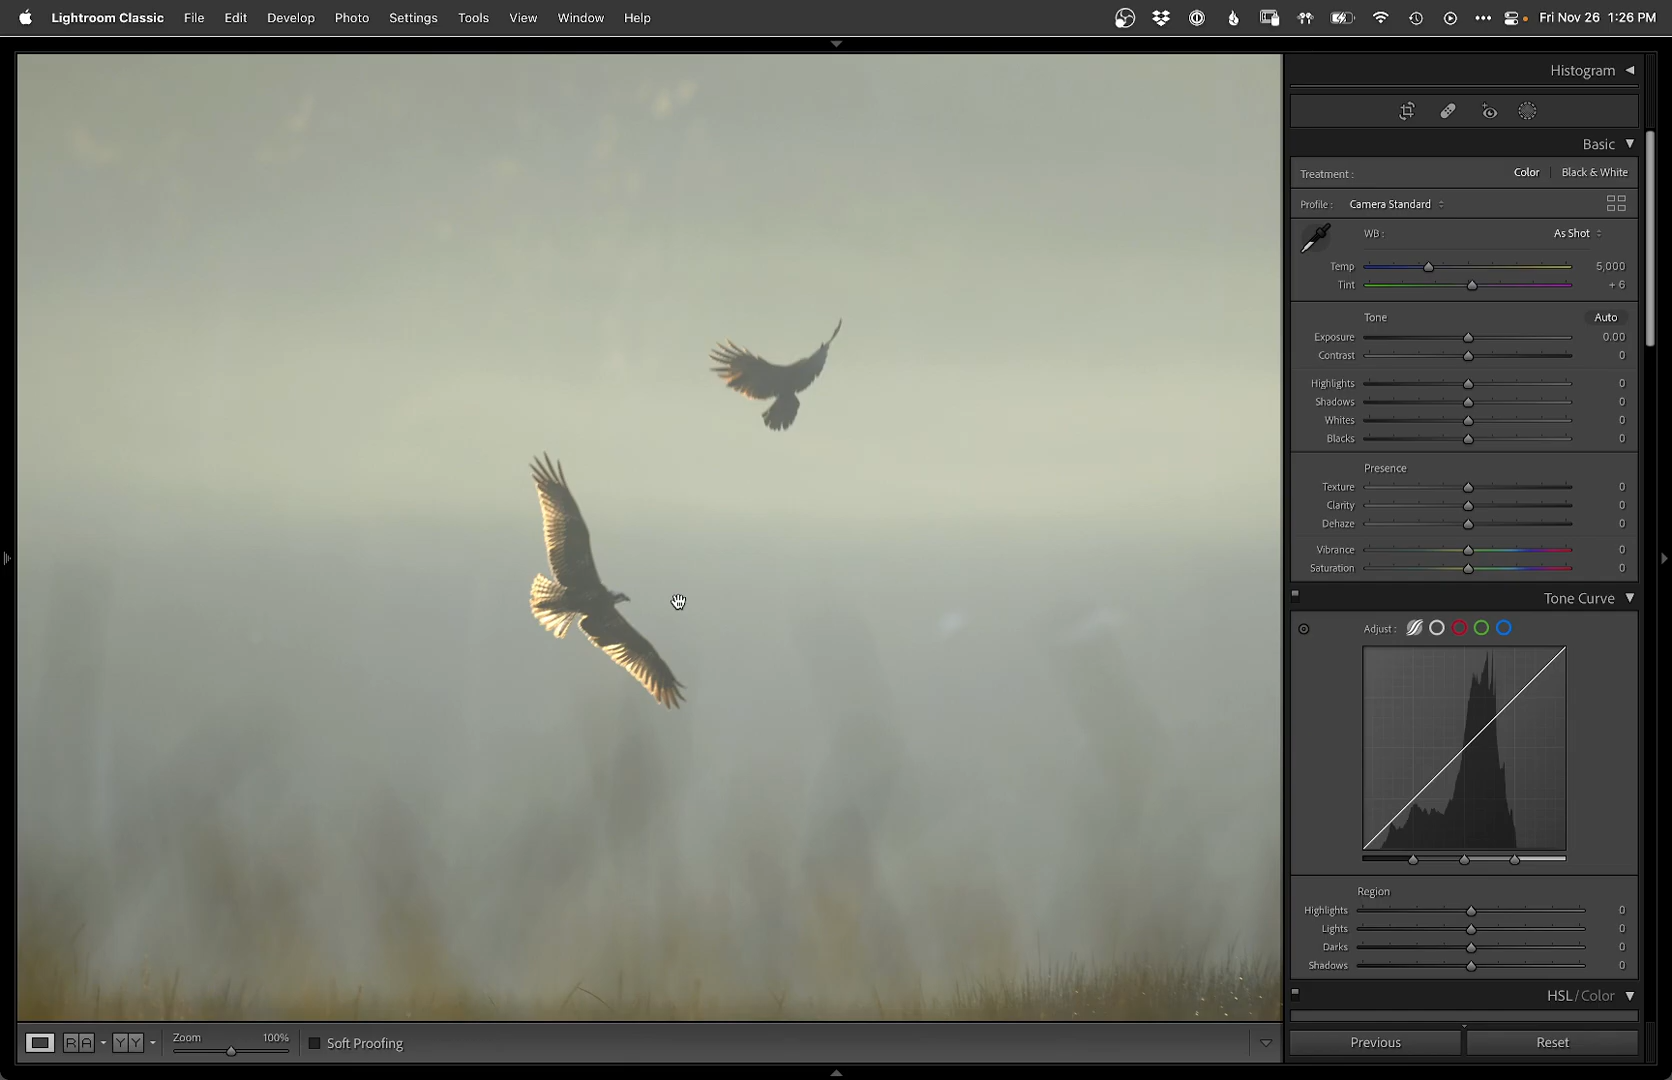 Lightroom Classic File Edit Develop Photo Settings Tools View Window Help Fri Nov 26 1:26 PM
Histogram
Basic
Treatment : Color Black & White
Profile : Camera Standard
WB : As Shot
Temp 5,000
Tint + 6
Tone Auto
Exposure 0.00
Contrast 0
Highlights 0
Shadows 0
Whites 0
Blacks 0
Presence
Texture 0
Clarity 0
Dehaze 0
Vibrance 0
Saturation 0
Tone Curve
Adjust :
Region
Highlights 0
Lights 0
Darks 0
Shadows 0
HSL / Color
R A Y Y Zoom 100% Soft Proofing
Previous Reset